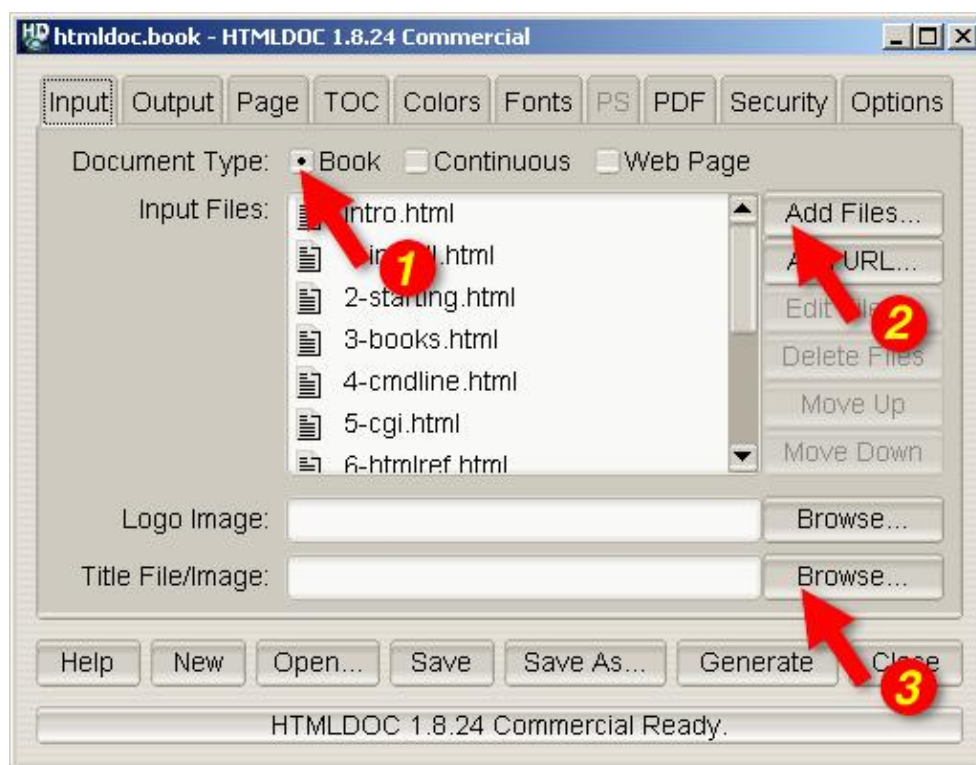 htmldoc.book - HTMLDOC 1.8.24 Commercial
Input Output Page TOC Colors Fonts PS PDF Security Options
Document Type: Book Continuous Web Page
Input Files:
intro.html
2-starting.html
3-books.html
4-cmdline.html
5-cgi.html
6-htmlref.html
Add Files...
URL...
Edit
Delete Files
Move Up
Move Down
1
2
Logo Image: Browse...
Title File/Image: Browse...
3
Help New Open... Save Save As... Generate Close
HTMLDOC 1.8.24 Commercial Ready.